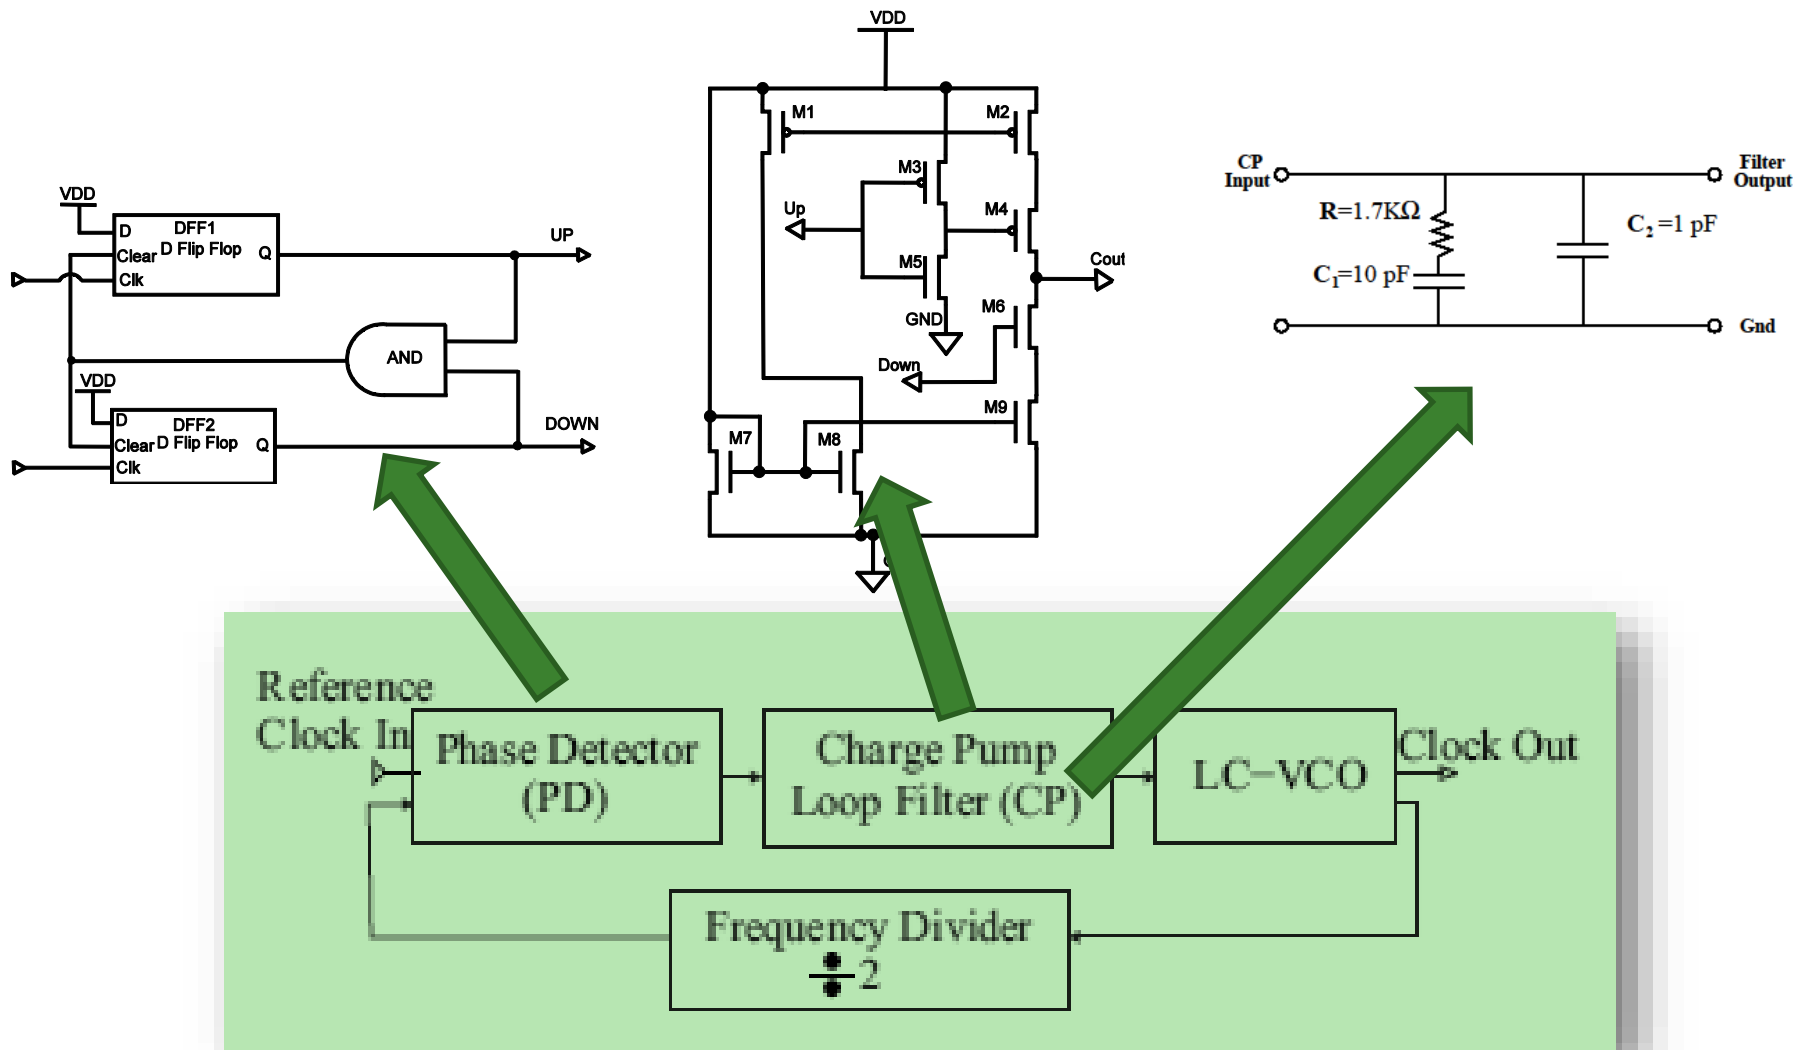 VDD
DFF1
D
D Flip Flop
Q
Clear
Clk
UP
AND
VDD
DFF2
D
D Flip Flop
Q
Clear
Clk
DOWN
VDD
M1
M2
M3
Up
M4
M5
Cout
GND
M6
Down
M9
M7
M8
CP
Input
Filter
Output
R=1.7KΩ
C₂ =1 pF
C₁=10 pF
Gnd
Reference
Clock In
Phase Detector
(PD)
Charge Pump
Loop Filter (CP)
LC−VCO
Clock Out
Frequency Divider
÷ 2